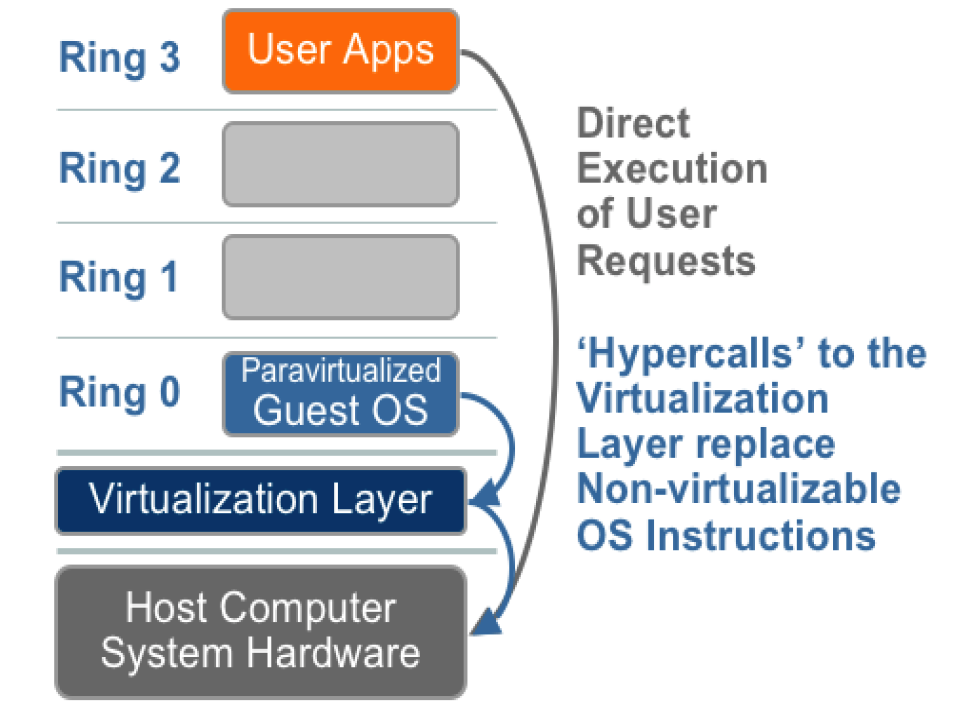 Ring 3
User Apps
Direct
Execution
of User
Requests
Ring 2
Ring 1
Ring 0
Paravirtualized
Guest OS
‘Hypercalls’ to the
Virtualization
Layer replace
Non-virtualizable
OS Instructions
Virtualization Layer
Host Computer
System Hardware